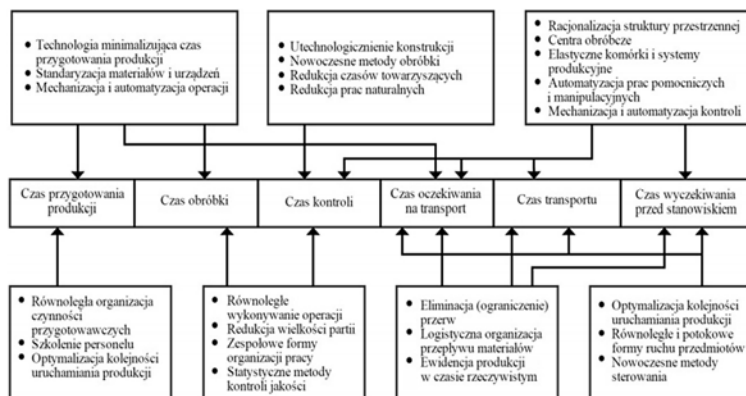 • Technologia minimalizująca czas
przygotowania produkcji
• Standaryzacja materiałów i urządzeń
• Mechanizacja i automatyzacja operacji
• Utechnologicznienie konstrukcji
• Nowoczesne metody obróbki
• Redukcja czasów towarzyszących
• Redukcja prac naturalnych
• Racjonalizacja struktury przestrzennej
• Centra obróbcze
• Elastyczne komórki i systemy
produkcyjne
• Automatyzacja prac pomocniczych
i manipulacyjnych
• Mechanizacja i automatyzacja kontroli
Czas przygotowania
produkcji
Czas obróbki
Czas kontroli
Czas oczekiwania
na transport
Czas transportu
Czas wyczekiwania
przed stanowiskiem
• Równoległa organizacja
czynności
przygotowawczych
• Szkolenie personelu
• Optymalizacja kolejności
uruchamiania produkcji
• Równoległe
wykonywanie operacji
• Redukcja wielkości partii
• Zespołowe formy
organizacji pracy
• Statystyczne metody
kontroli jakości
• Eliminacja (ograniczenie)
przerw
• Logistyczna organizacja
przepływu materiałów
• Ewidencja produkcji
w czasie rzeczywistym
• Optymalizacja kolejności
uruchamiania produkcji
• Równoległe i potokowe
formy ruchu przedmiotów
• Nowoczesne metody
sterowania